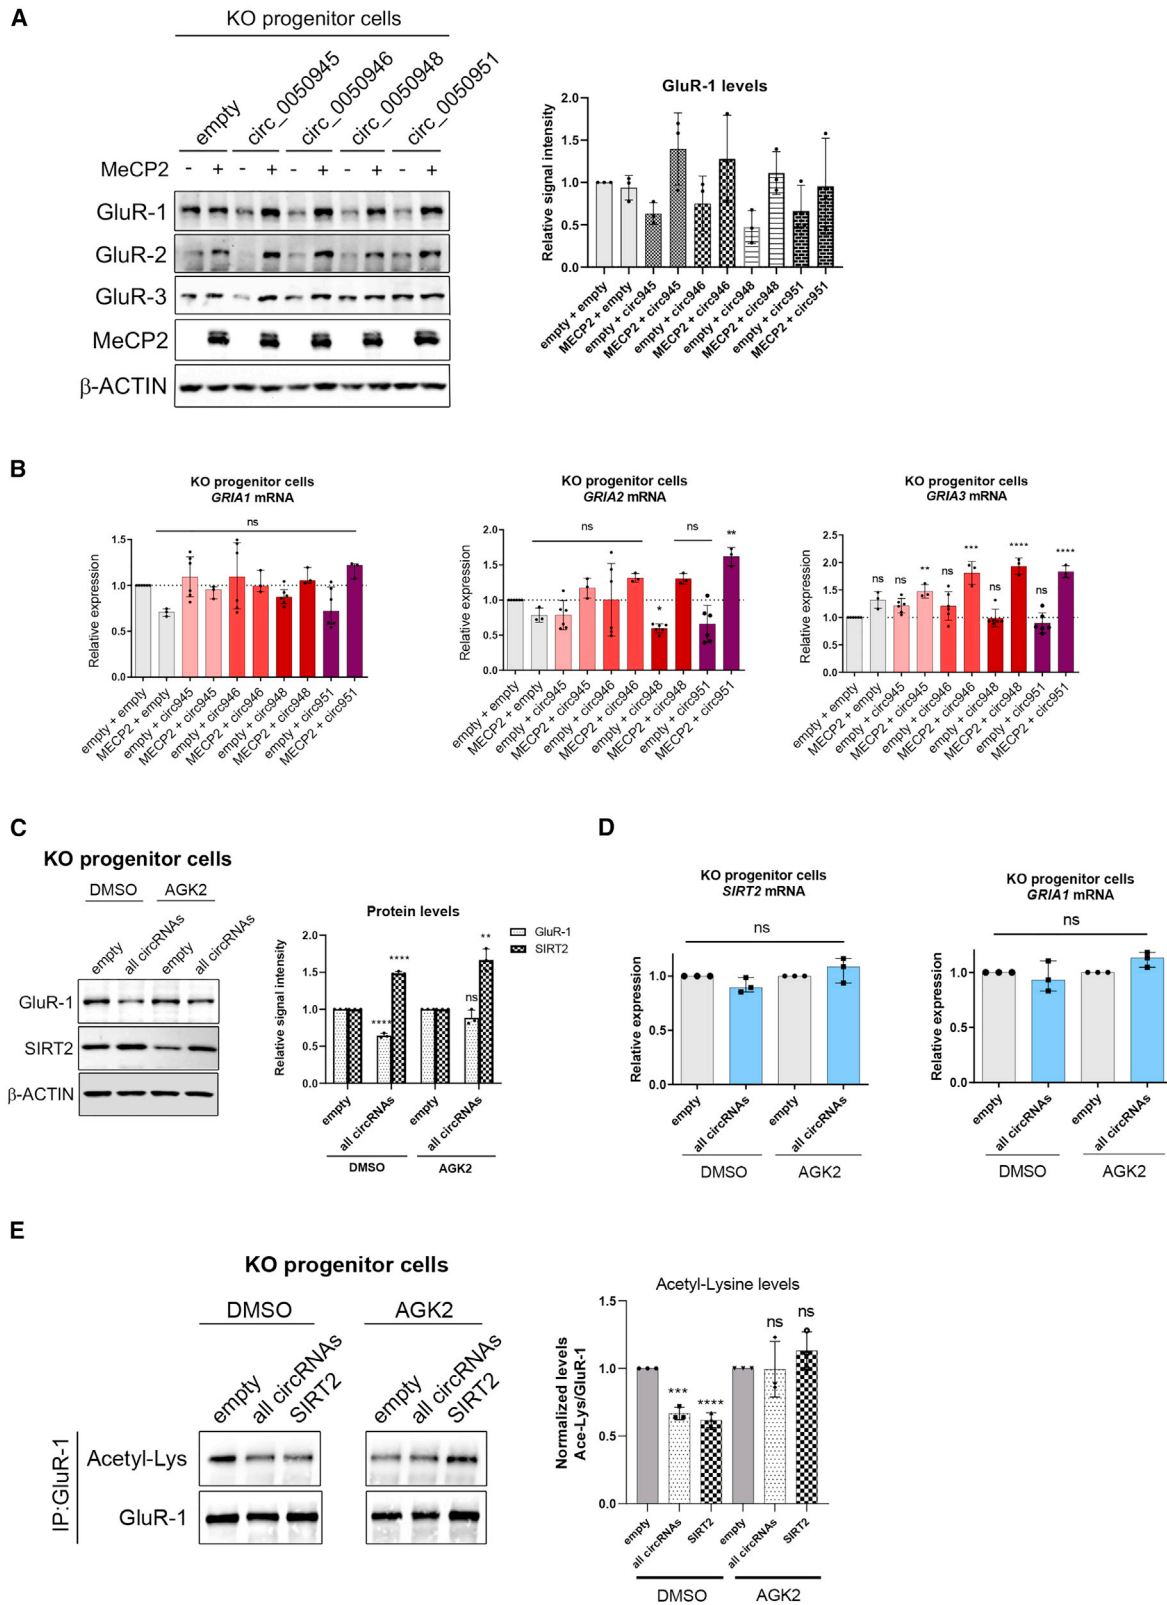 A
KO progenitor cells
empty
circ_0050945
circ_0050946
circ_0050948
circ_0050951
MeCP2 - + - + - + - + - +
GluR-1
GluR-2
GluR-3
MeCP2
β-ACTIN
GluR-1 levels
Relative signal intensity
2.0
1.5
1.0
0.5
0.0
empty + empty
MECP2 + empty
empty + circ945
MECP2 + circ945
empty + circ946
MECP2 + circ946
empty + circ948
MECP2 + circ948
empty + circ951
MECP2 + circ951
B
KO progenitor cells
GRIA1 mRNA
ns
Relative expression
1.5
1.0
0.5
0.0
empty + empty
MECP2 + empty
empty + circ945
MECP2 + circ945
empty + circ946
MECP2 + circ946
empty + circ948
MECP2 + circ948
empty + circ951
MECP2 + circ951
KO progenitor cells
GRIA2 mRNA
ns
*
ns
**
Relative expression
2.0
1.5
1.0
0.5
0.0
empty + empty
MECP2 + empty
empty + circ945
MECP2 + circ945
empty + circ946
MECP2 + circ946
empty + circ948
MECP2 + circ948
empty + circ951
MECP2 + circ951
KO progenitor cells
GRIA3 mRNA
ns ns ** ns *** ns **** ns ****
Relative expression
2.5
2.0
1.5
1.0
0.5
0.0
empty + empty
MECP2 + empty
empty + circ945
MECP2 + circ945
empty + circ946
MECP2 + circ946
empty + circ948
MECP2 + circ948
empty + circ951
MECP2 + circ951
C
KO progenitor cells
DMSO AGK2
empty
all circRNAs
empty
all circRNAs
GluR-1
SIRT2
β-ACTIN
Protein levels
GluR-1
SIRT2
**** **** ns **
Relative signal intensity
2.0
1.5
1.0
0.5
0.0
empty
all circRNAs
empty
all circRNAs
DMSO AGK2
D
KO progenitor cells
SIRT2 mRNA
ns
Relative expression
1.0
0.5
0.0
empty
all circRNAs
empty
all circRNAs
DMSO AGK2
KO progenitor cells
GRIA1 mRNA
ns
Relative expression
1.0
0.5
0.0
empty
all circRNAs
empty
all circRNAs
DMSO AGK2
E
KO progenitor cells
DMSO AGK2
empty
all circRNAs
SIRT2
empty
all circRNAs
SIRT2
IP:GluR-1
Acetyl-Lys
GluR-1
Acetyl-Lysine levels
*** **** ns ns
Normalized levels
Ace-Lys/GluR-1
1.5
1.0
0.5
0.0
empty
all circRNAs
SIRT2
empty
all circRNAs
SIRT2
DMSO AGK2